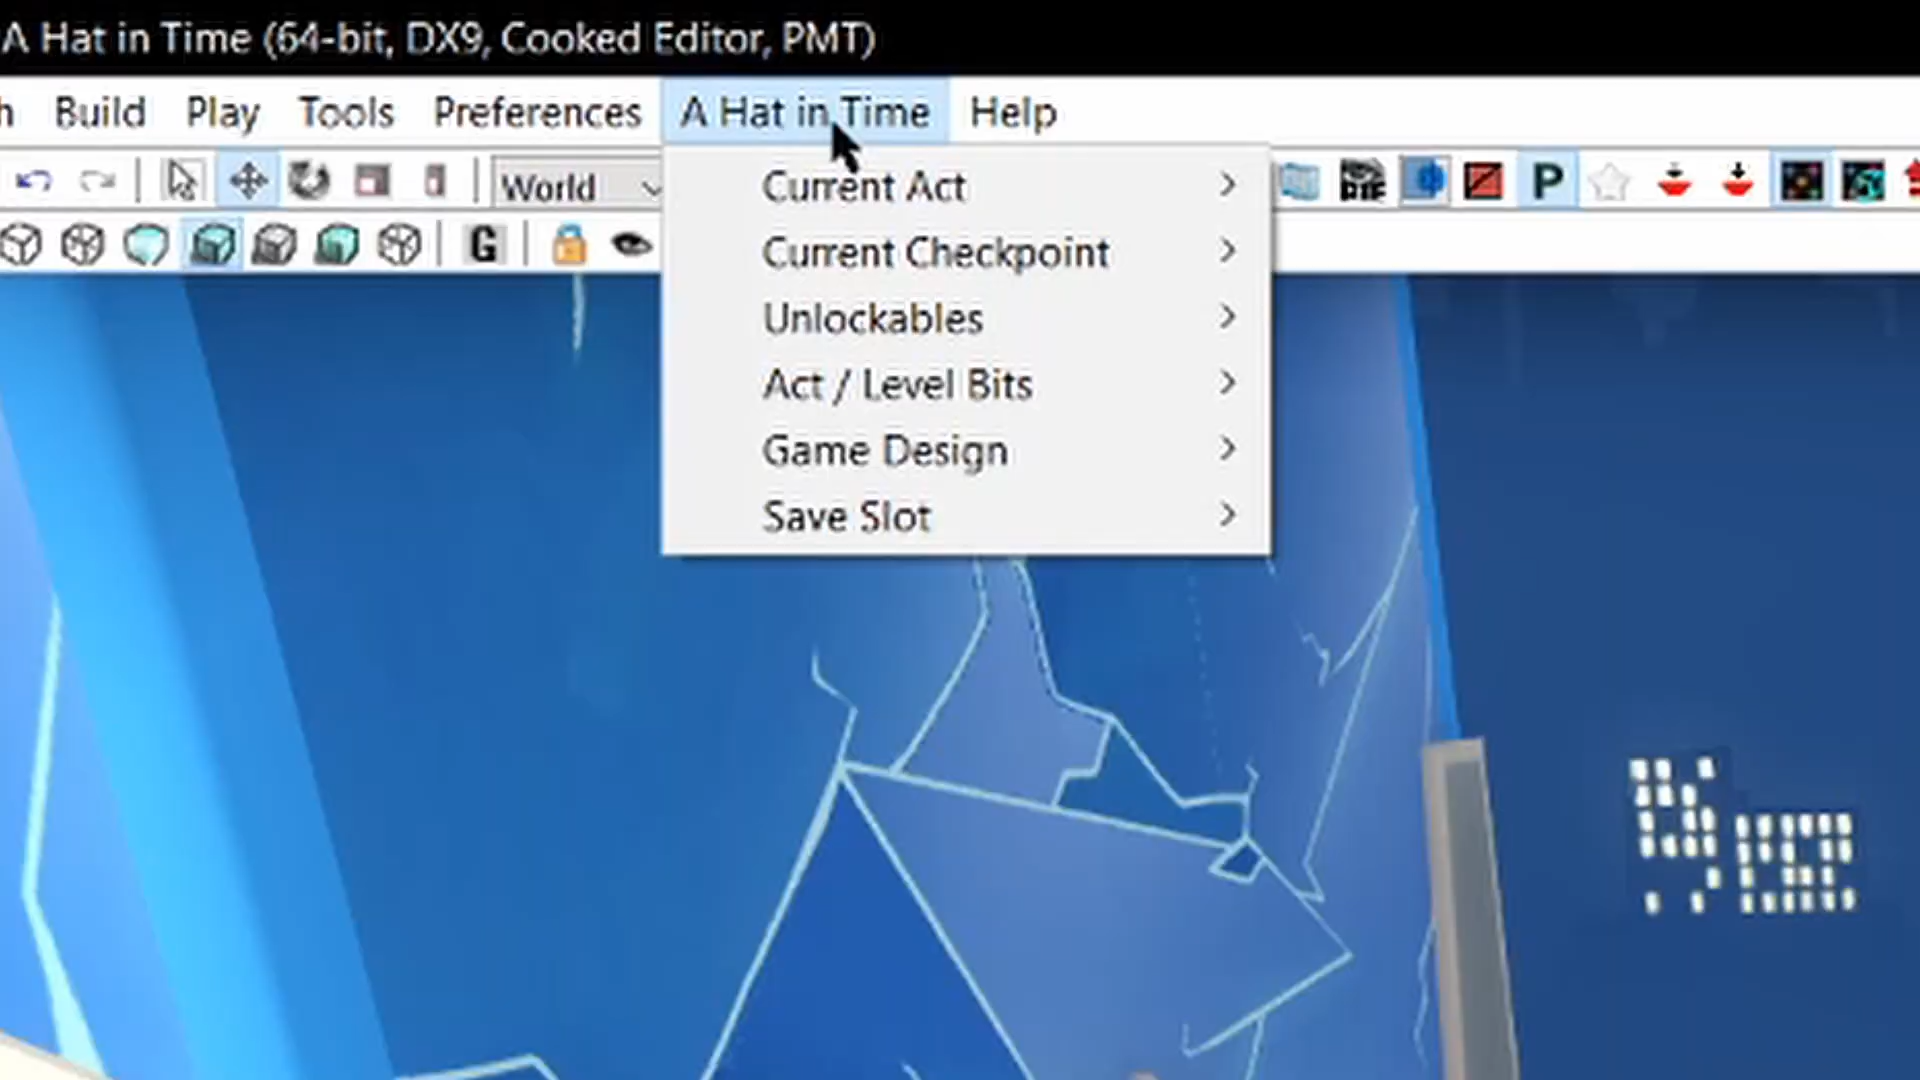 A Hat in Time (64-bit, DX9, Cooked Editor, PMT)
h Build Play Tools Preferences A Hat in Time Help
World
P
G
Current Act
Current Checkpoint
Unlockables
Act / Level Bits
Game Design
Save Slot